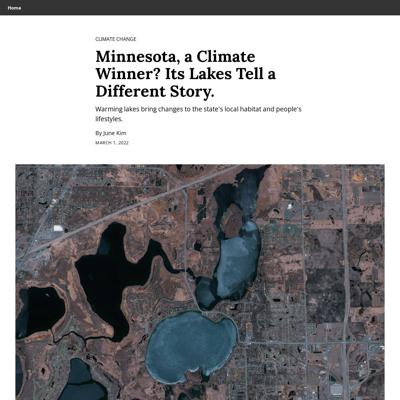 Home
CLIMATE CHANGE
Minnesota, a Climate
Winner? Its Lakes Tell a
Different Story.
Warming lakes bring changes to the state's local habitat and people's
lifestyles.
By June Kim
MARCH 1, 2022